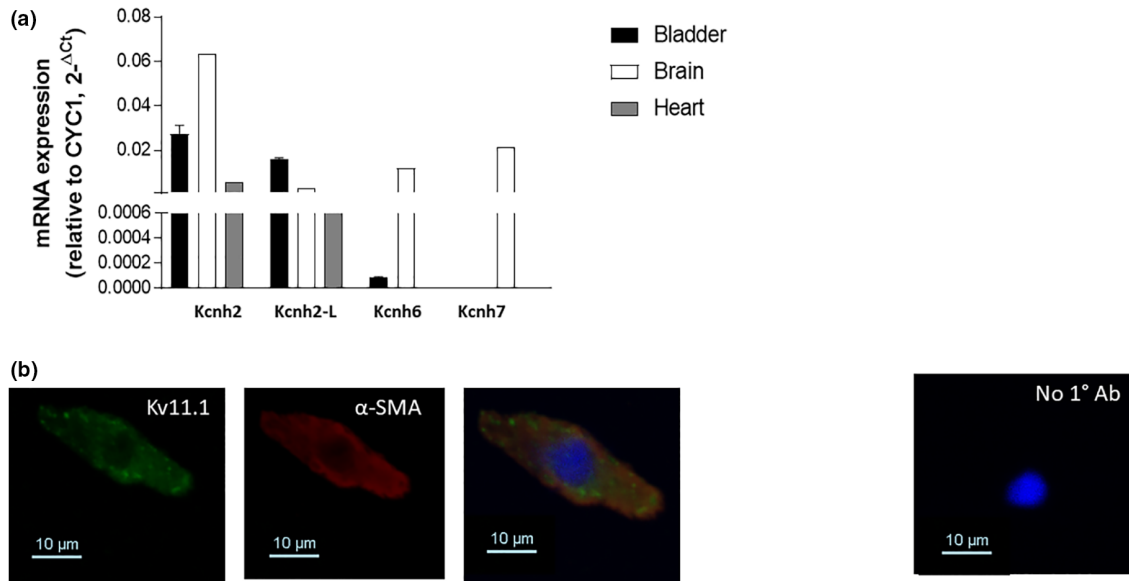 (a)
mRNA expression
(relative to CYC1, 2-ΔCt)
0.08
0.06
0.04
0.02
0.0006
0.0004
0.0002
0.0000
Kcnh2 Kcnh2-L Kcnh6 Kcnh7
Bladder
Brain
Heart
(b)
Kv11.1
10 µm
α-SMA
10 µm
10 µm
No 1° Ab
10 µm